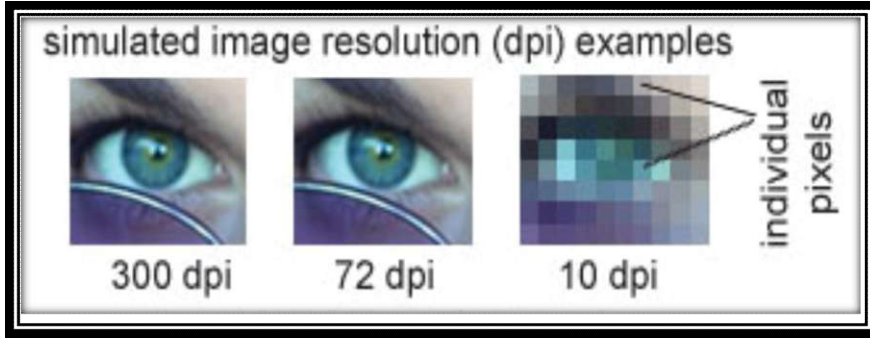 simulated image resolution (dpi) examples
300 dpi
72 dpi
10 dpi
individual
pixels